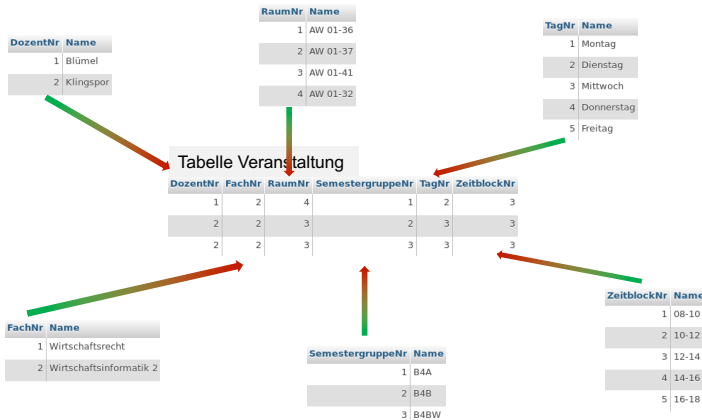 RaumNr Name
1 AW 01-36
2 AW 01-37
3 AW 01-41
4 AW 01-32
DozentNr Name
1 Blümel
2 Klingspor
TagNr Name
1 Montag
2 Dienstag
3 Mittwoch
4 Donnerstag
5 Freitag
Tabelle Veranstaltung
DozentNr FachNr RaumNr SemestergruppeNr TagNr ZeitblockNr
1 2 4 1 2 3
2 2 3 2 3 3
2 2 3 3 3 3
FachNr Name
1 Wirtschaftsrecht
2 Wirtschaftsinformatik 2
SemestergruppeNr Name
1 B4A
2 B4B
3 B4BW
ZeitblockNr Name
1 08-10
2 10-12
3 12-14
4 14-16
5 16-18